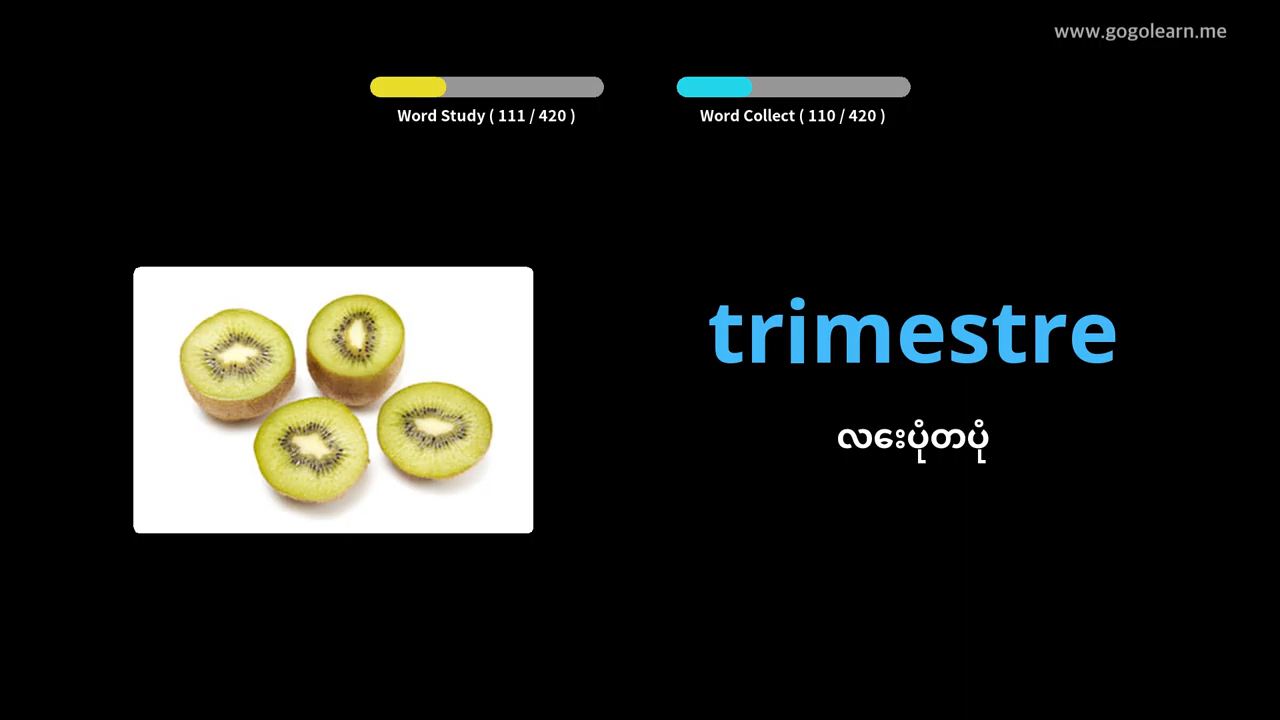 www.gogolearn.me
Word Study ( 111 / 420 )
Word Collect ( 110 / 420 )
trimestre
လေးပုံတပုံ